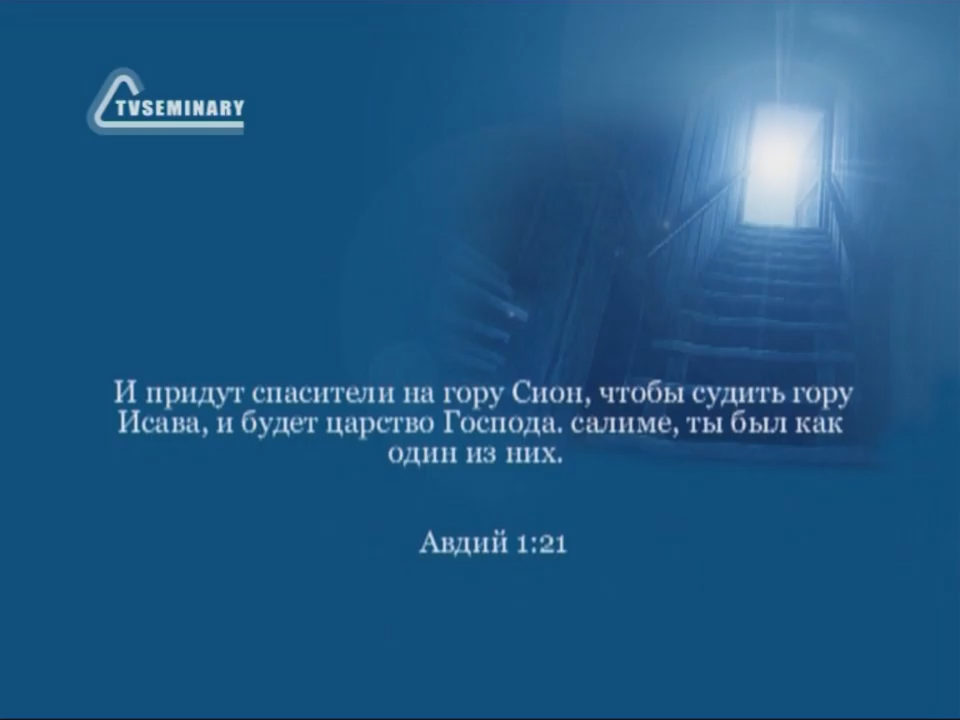 TVSEMINARY
И придут спасители на гору Сион, чтобы судить гору
Исава, и будет царство Господа. салиме, ты был как
один из них.
Авдий 1:21